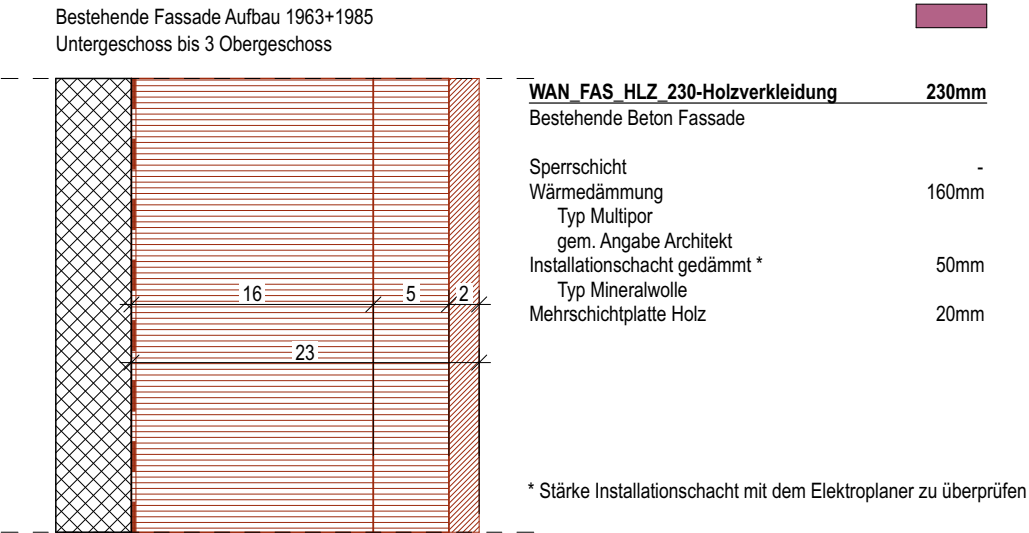 Bestehende Fassade Aufbau 1963+1985
Untergeschoss bis 3 Obergeschoss
WAN_FAS_HLZ_230-Holzverkleidung 230mm
Bestehende Beton Fassade
Sperrschicht -
Wärmedämmung 160mm
Typ Multipor
gem. Angabe Architekt
Installationschacht gedämmt * 50mm
Typ Mineralwolle
Mehrschichtplatte Holz 20mm
16 5 2
23
* Stärke Installationschacht mit dem Elektroplaner zu überprüfen